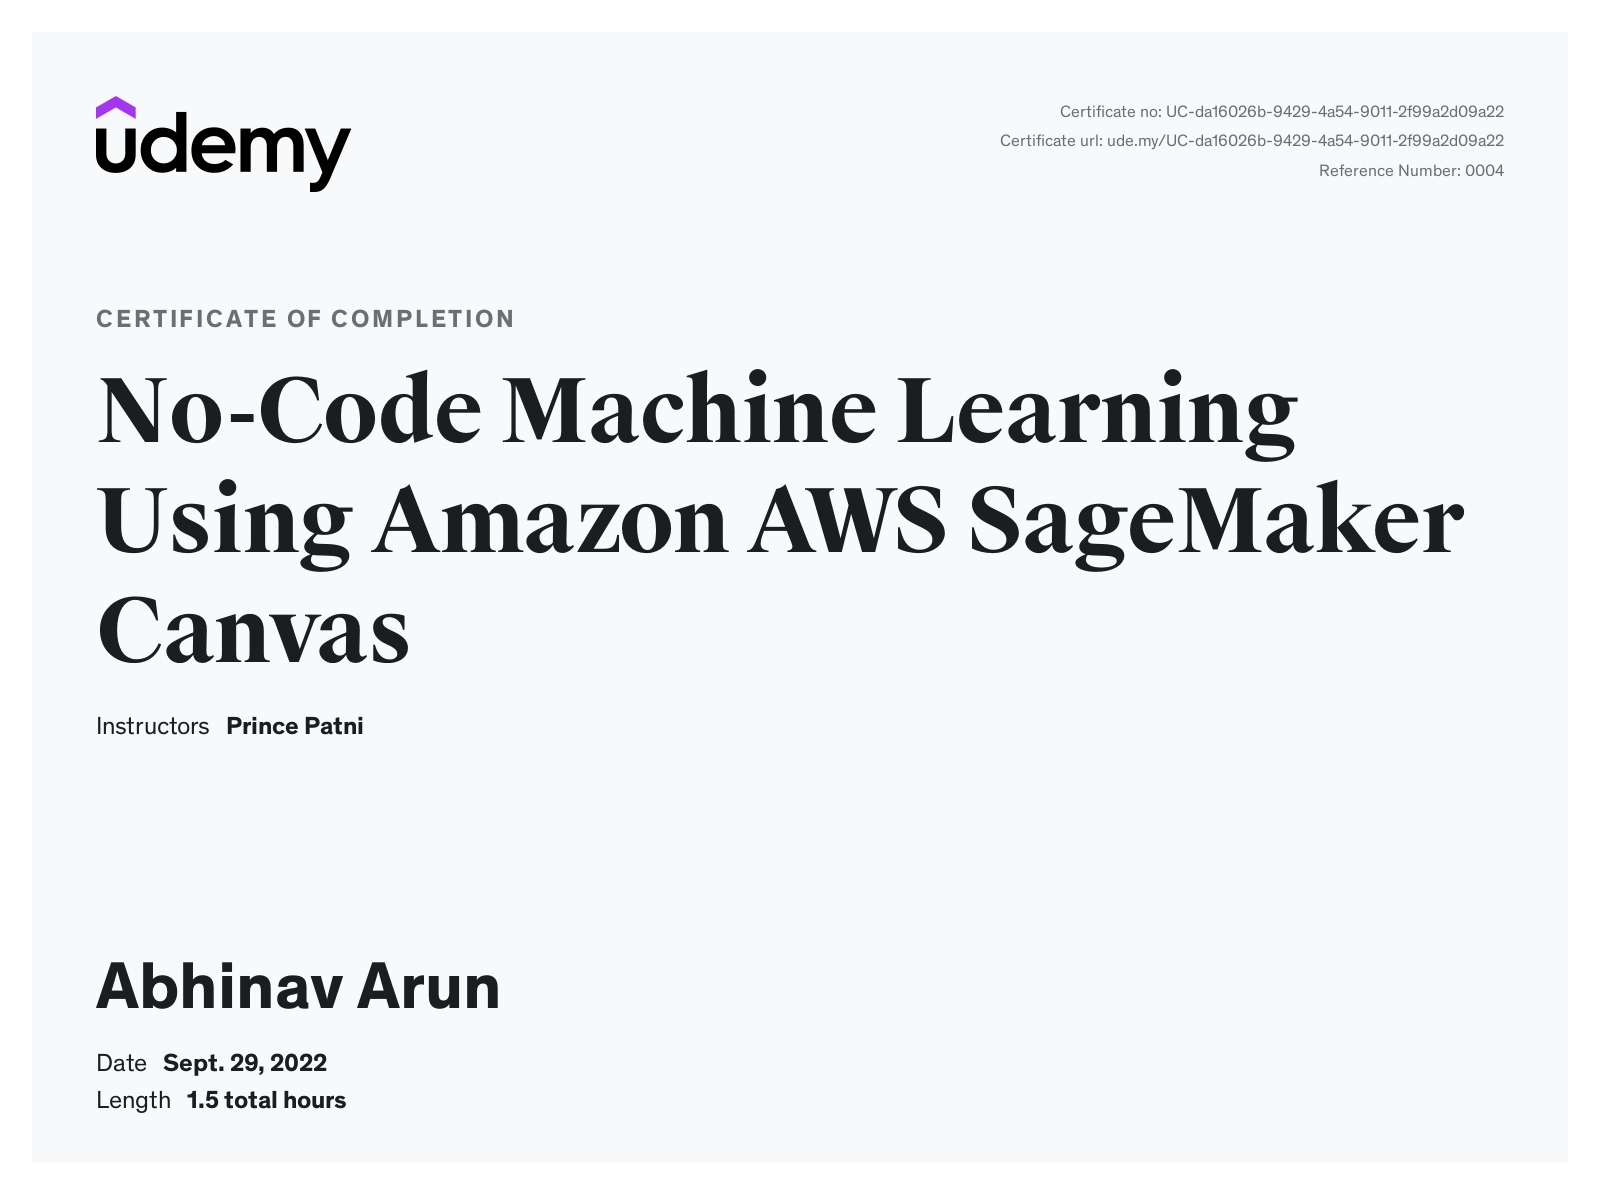 udemy
Certificate no: UC-da16026b-9429-4a54-9011-2f99a2d09a22
Certificate url: ude.my/UC-da16026b-9429-4a54-9011-2f99a2d09a22
Reference Number: 0004
CERTIFICATE OF COMPLETION
No-Code Machine Learning
Using Amazon AWS SageMaker
Canvas
Instructors Prince Patni
Abhinav Arun
Date Sept. 29, 2022
Length 1.5 total hours